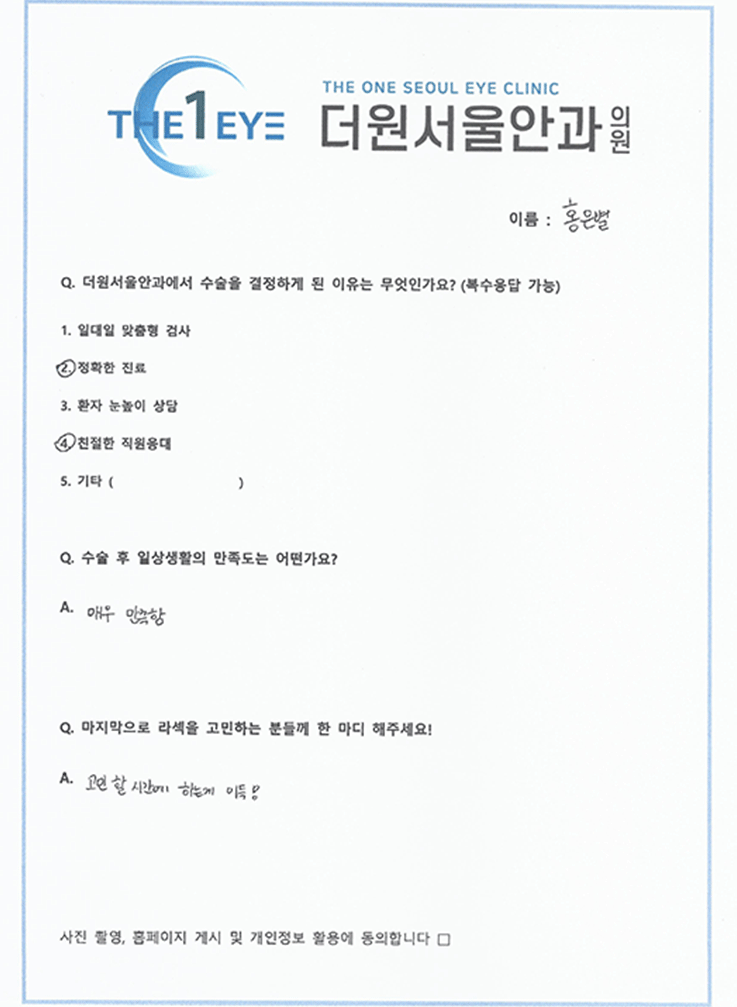 THE 1 EYE
THE ONE SEOUL EYE CLINIC
더원서울안과의원
이름 : 홍은별
Q. 더원서울안과에서 수술을 결정하게 된 이유는 무엇인가요? (복수응답 가능)
1. 일대일 맞춤형 검사
2. 정확한 진료
3. 환자 눈높이 상담
4. 친절한 직원응대
5. 기타 ( )
Q. 수술 후 일상생활의 만족도는 어떤가요?
A. 매우 만족함
Q. 마지막으로 라섹을 고민하는 분들께 한 마디 해주세요!
A. 고민 할 시간에 하는게 이득!
사진 촬영, 홈페이지 게시 및 개인정보 활용에 동의합니다 □